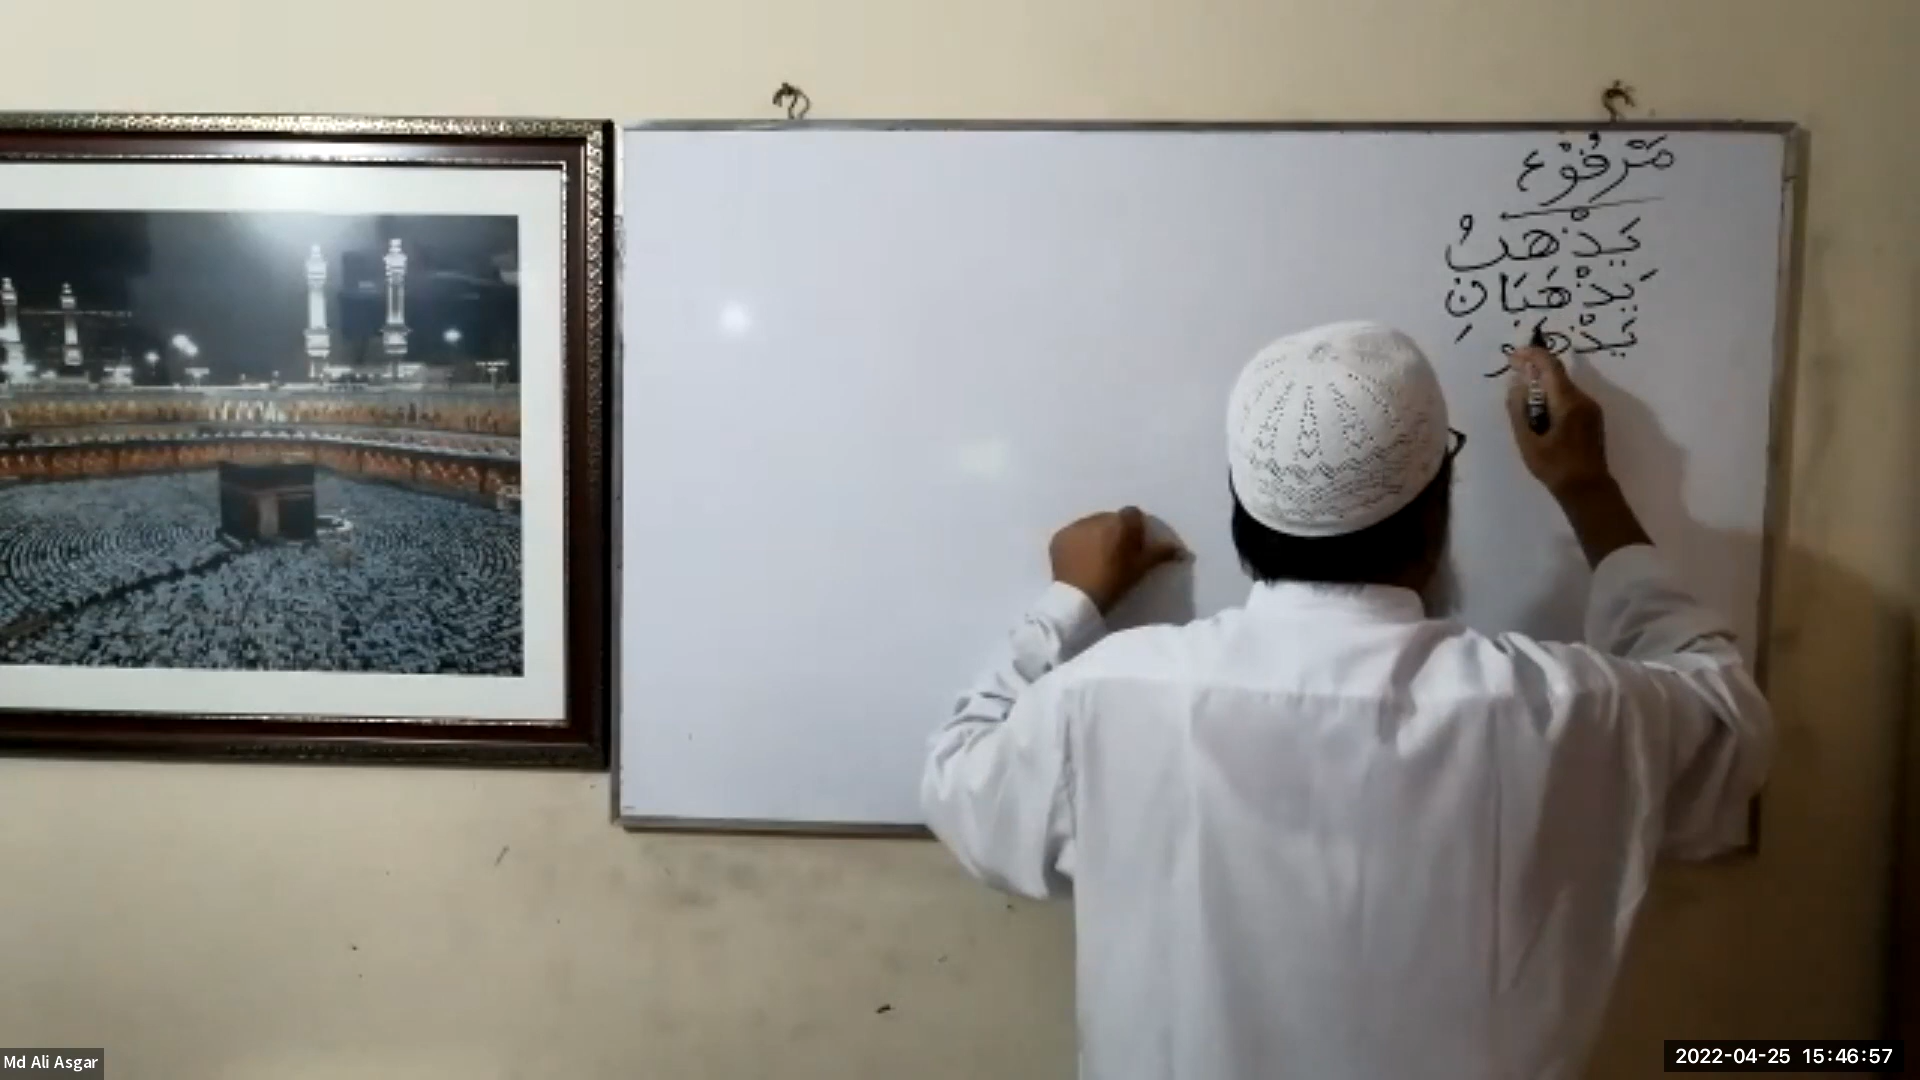 مَرْفُوْع
يَذْهَبُ
يَذْهَبَانِ
يَذْهَبُو
Md Ali Asgar
2022-04-25 15:46:57